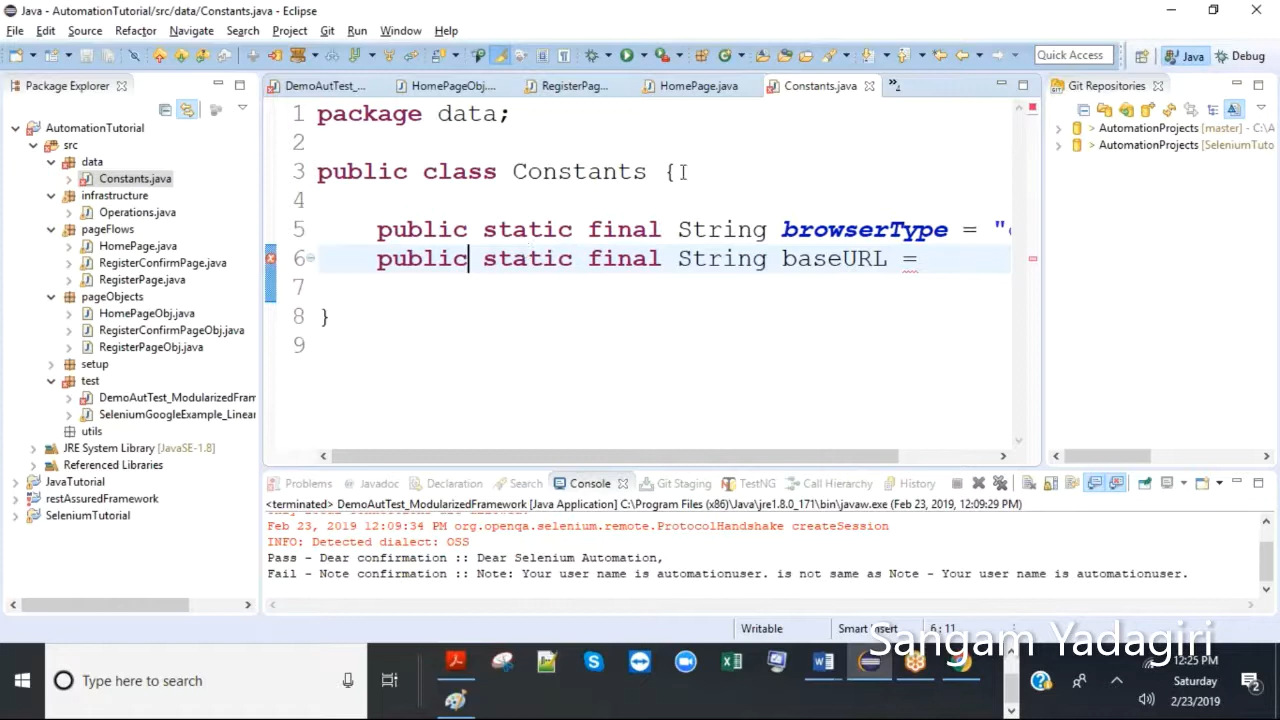 Java - AutomationTutorial/src/data/Constants.java - Eclipse
File Edit Source Refactor Navigate Search Project Git Run Window Help
Quick Access Java Debug
Package Explorer
DemoAutTest_... HomePageObj.... RegisterPag... HomePage.java Constants.java
Git Repositories
AutomationTutorial
src
data
Constants.java
infrastructure
Operations.java
pageFlows
HomePage.java
RegisterConfirmPage.java
RegisterPage.java
pageObjects
HomePageObj.java
RegisterConfirmPageObj.java
RegisterPageObj.java
setup
test
DemoAutTest_ModularizedFram
SeleniumGoogleExample_Linear
utils
JRE System Library [JavaSE-1.8]
Referenced Libraries
JavaTutorial
restAssuredFramework
SeleniumTutorial
1 package data;
2
3 public class Constants {
4
5 public static final String browserType = "
6 public static final String baseURL =
7
8 }
9
> AutomationProjects [master] - C:\A
> AutomationProjects [SeleniumTuto
Problems Javadoc Declaration Search Console Git Staging TestNG Call Hierarchy History
<terminated> DemoAutTest_ModularizedFramework [Java Application] C:\Program Files (x86)\Java\jre1.8.0_171\bin\javaw.exe (Feb 23, 2019, 12:09:29 PM)
Feb 23, 2019 12:09:34 PM org.openqa.selenium.remote.ProtocolHandshake createSession
INFO: Detected dialect: OSS
Pass - Dear confirmation :: Dear Selenium Automation,
Fail - Note confirmation :: Note: Your user name is automationuser. is not same as Note - Your user name is automationuser.
Writable Smart Insert 6 : 11
Sangam Yadagiri
Type here to search
12:25 PM
Saturday
2/23/2019
2